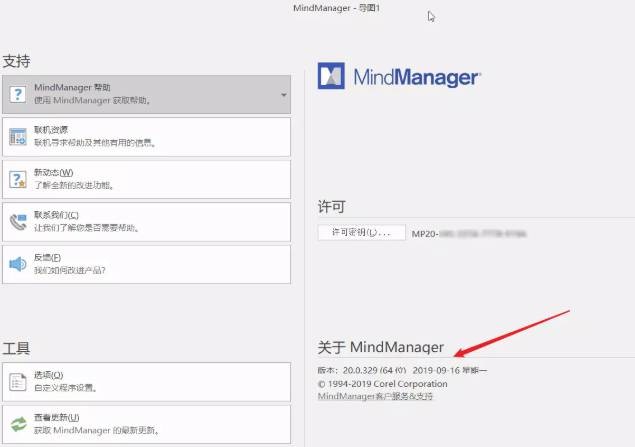 MindManager - 导图1
支持
MindManager 帮助
使用 MindManager 获取帮助。
联机资源
联机寻求帮助及其他有用的信息。
新动态(W)
了解全新的改进功能。
联系我们(C)
让我们了解您是否需要帮助。
反馈(F)
我们如何改进产品?
工具
选项(O)
自定义程序设置。
查看更新(U)
获取 MindManager 的最新更新。
MindManager
许可
许可密钥(L)...
MP20-
关于 MindManager
版本: 20.0.329 (64 位) 2019-09-16 星期一
© 1994-2019 Corel Corporation
MindManager客户服务&支持